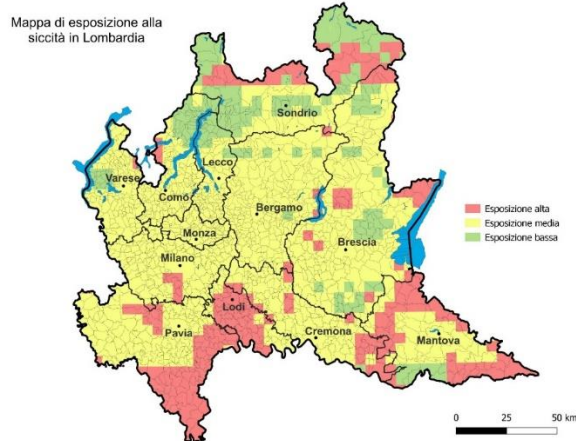 Mappa di esposizione alla
siccità in Lombardia
Sondrio
Lecco
Varese
Como
Bergamo
Monza
Brescia
Milano
Lodi
Pavia
Cremona
Mantova
Esposizione alta
Esposizione media
Esposizione bassa
0 25 50 km